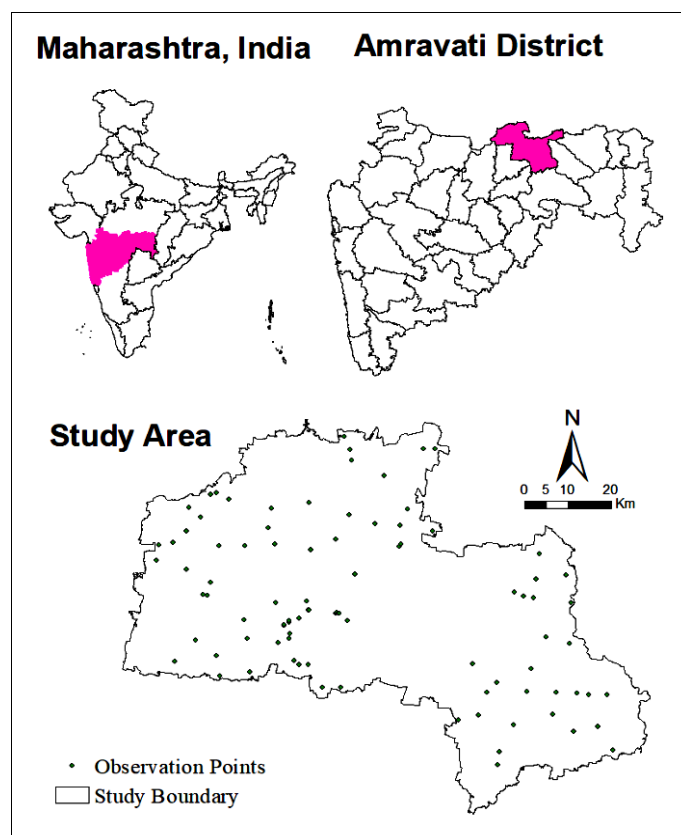 Maharashtra, India
Amravati District
Study Area
N
0 5 10 20
Km
Observation Points
Study Boundary